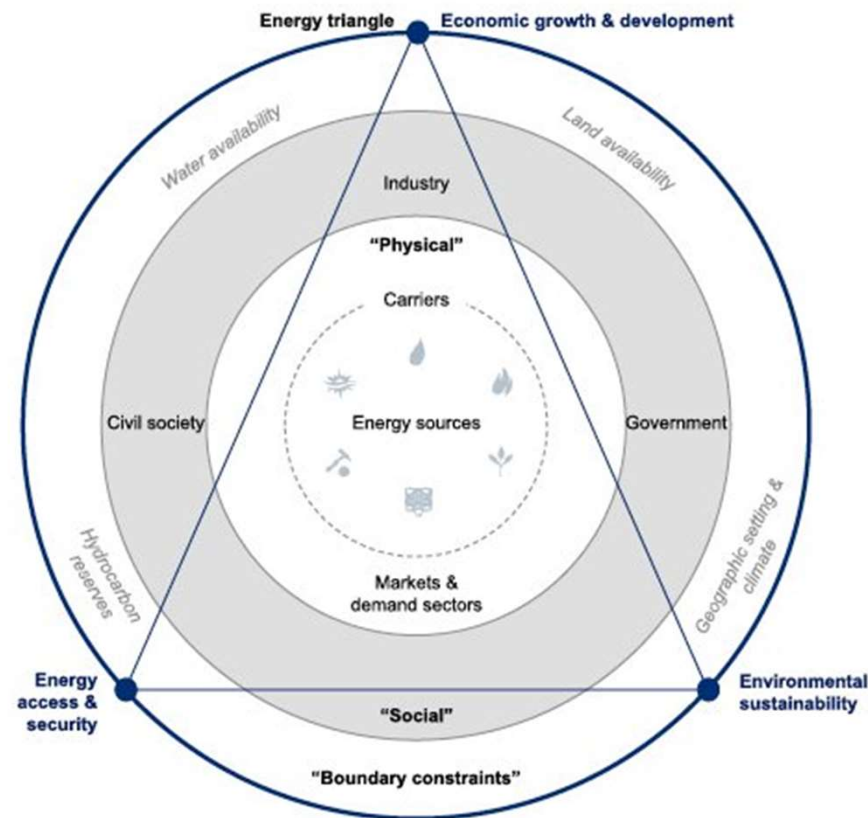 Energy triangle
Economic growth & development
Water availability
Land availability
Industry
“Physical”
Carriers
Civil society
Energy sources
Government
Markets &
demand sectors
Hydrocarbon
reserves
Geographic setting &
climate
Energy
access &
security
Environmental
sustainability
“Social”
“Boundary constraints”